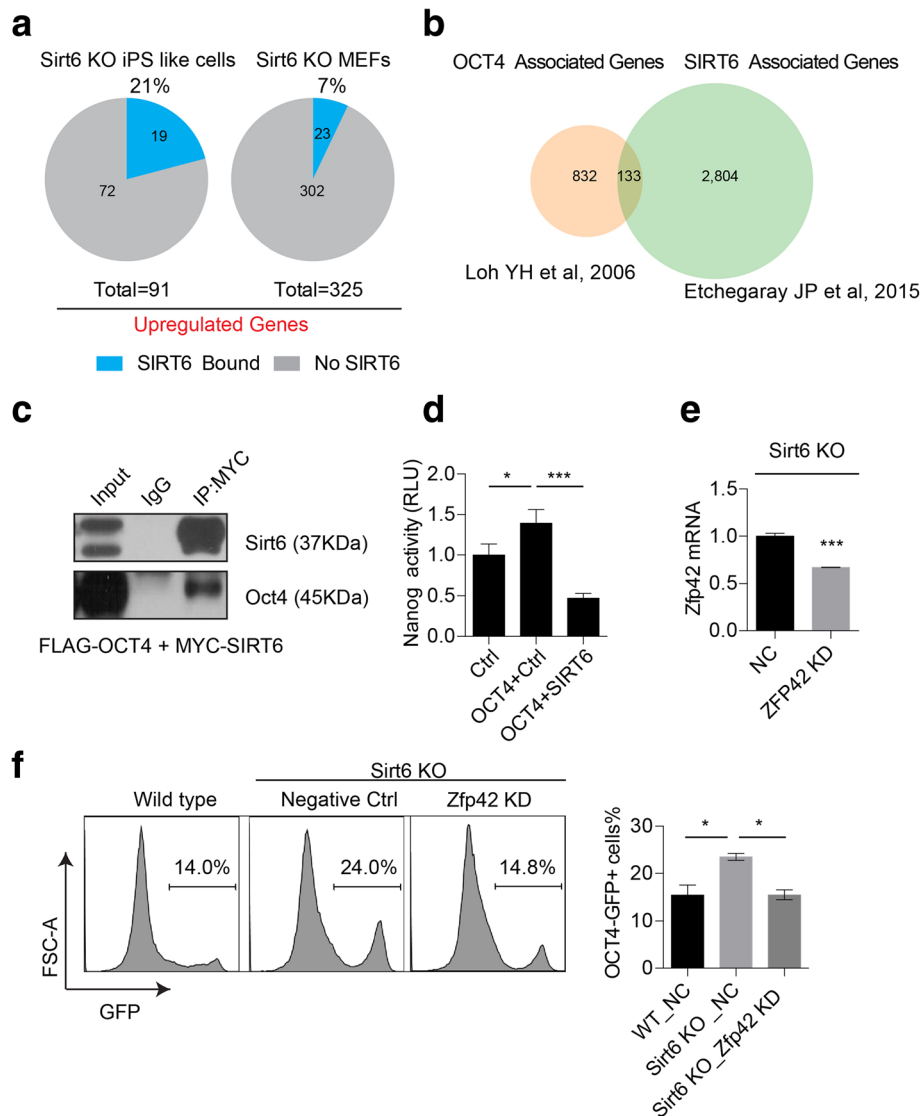 a
Sirt6 KO iPS like cells
Sirt6 KO MEFs
21%
7%
19
23
72
302
Total=91
Total=325
Upregulated Genes
SIRT6 Bound
No SIRT6
b
OCT4 Associated Genes
SIRT6 Associated Genes
832
133
2,804
Loh YH et al, 2006
Etchegaray JP et al, 2015
c
Input
IgG
IP:MYC
Sirt6 (37KDa)
Oct4 (45KDa)
FLAG-OCT4 + MYC-SIRT6
d
Nanog activity (RLU)
2.0
1.5
1.0
0.5
0.0
*
***
Ctrl
OCT4+Ctrl
OCT4+SIRT6
e
Sirt6 KO
Zfp42 mRNA
1.5
1.0
0.5
0.0
***
NC
ZFP42 KD
f
Sirt6 KO
Wild type
Negative Ctrl
Zfp42 KD
14.0%
24.0%
14.8%
FSC-A
GFP
OCT4-GFP+ cells%
30
20
10
0
*
*
WT_NC
Sirt6 KO _NC
Sirt6 KO_Zfp42 KD